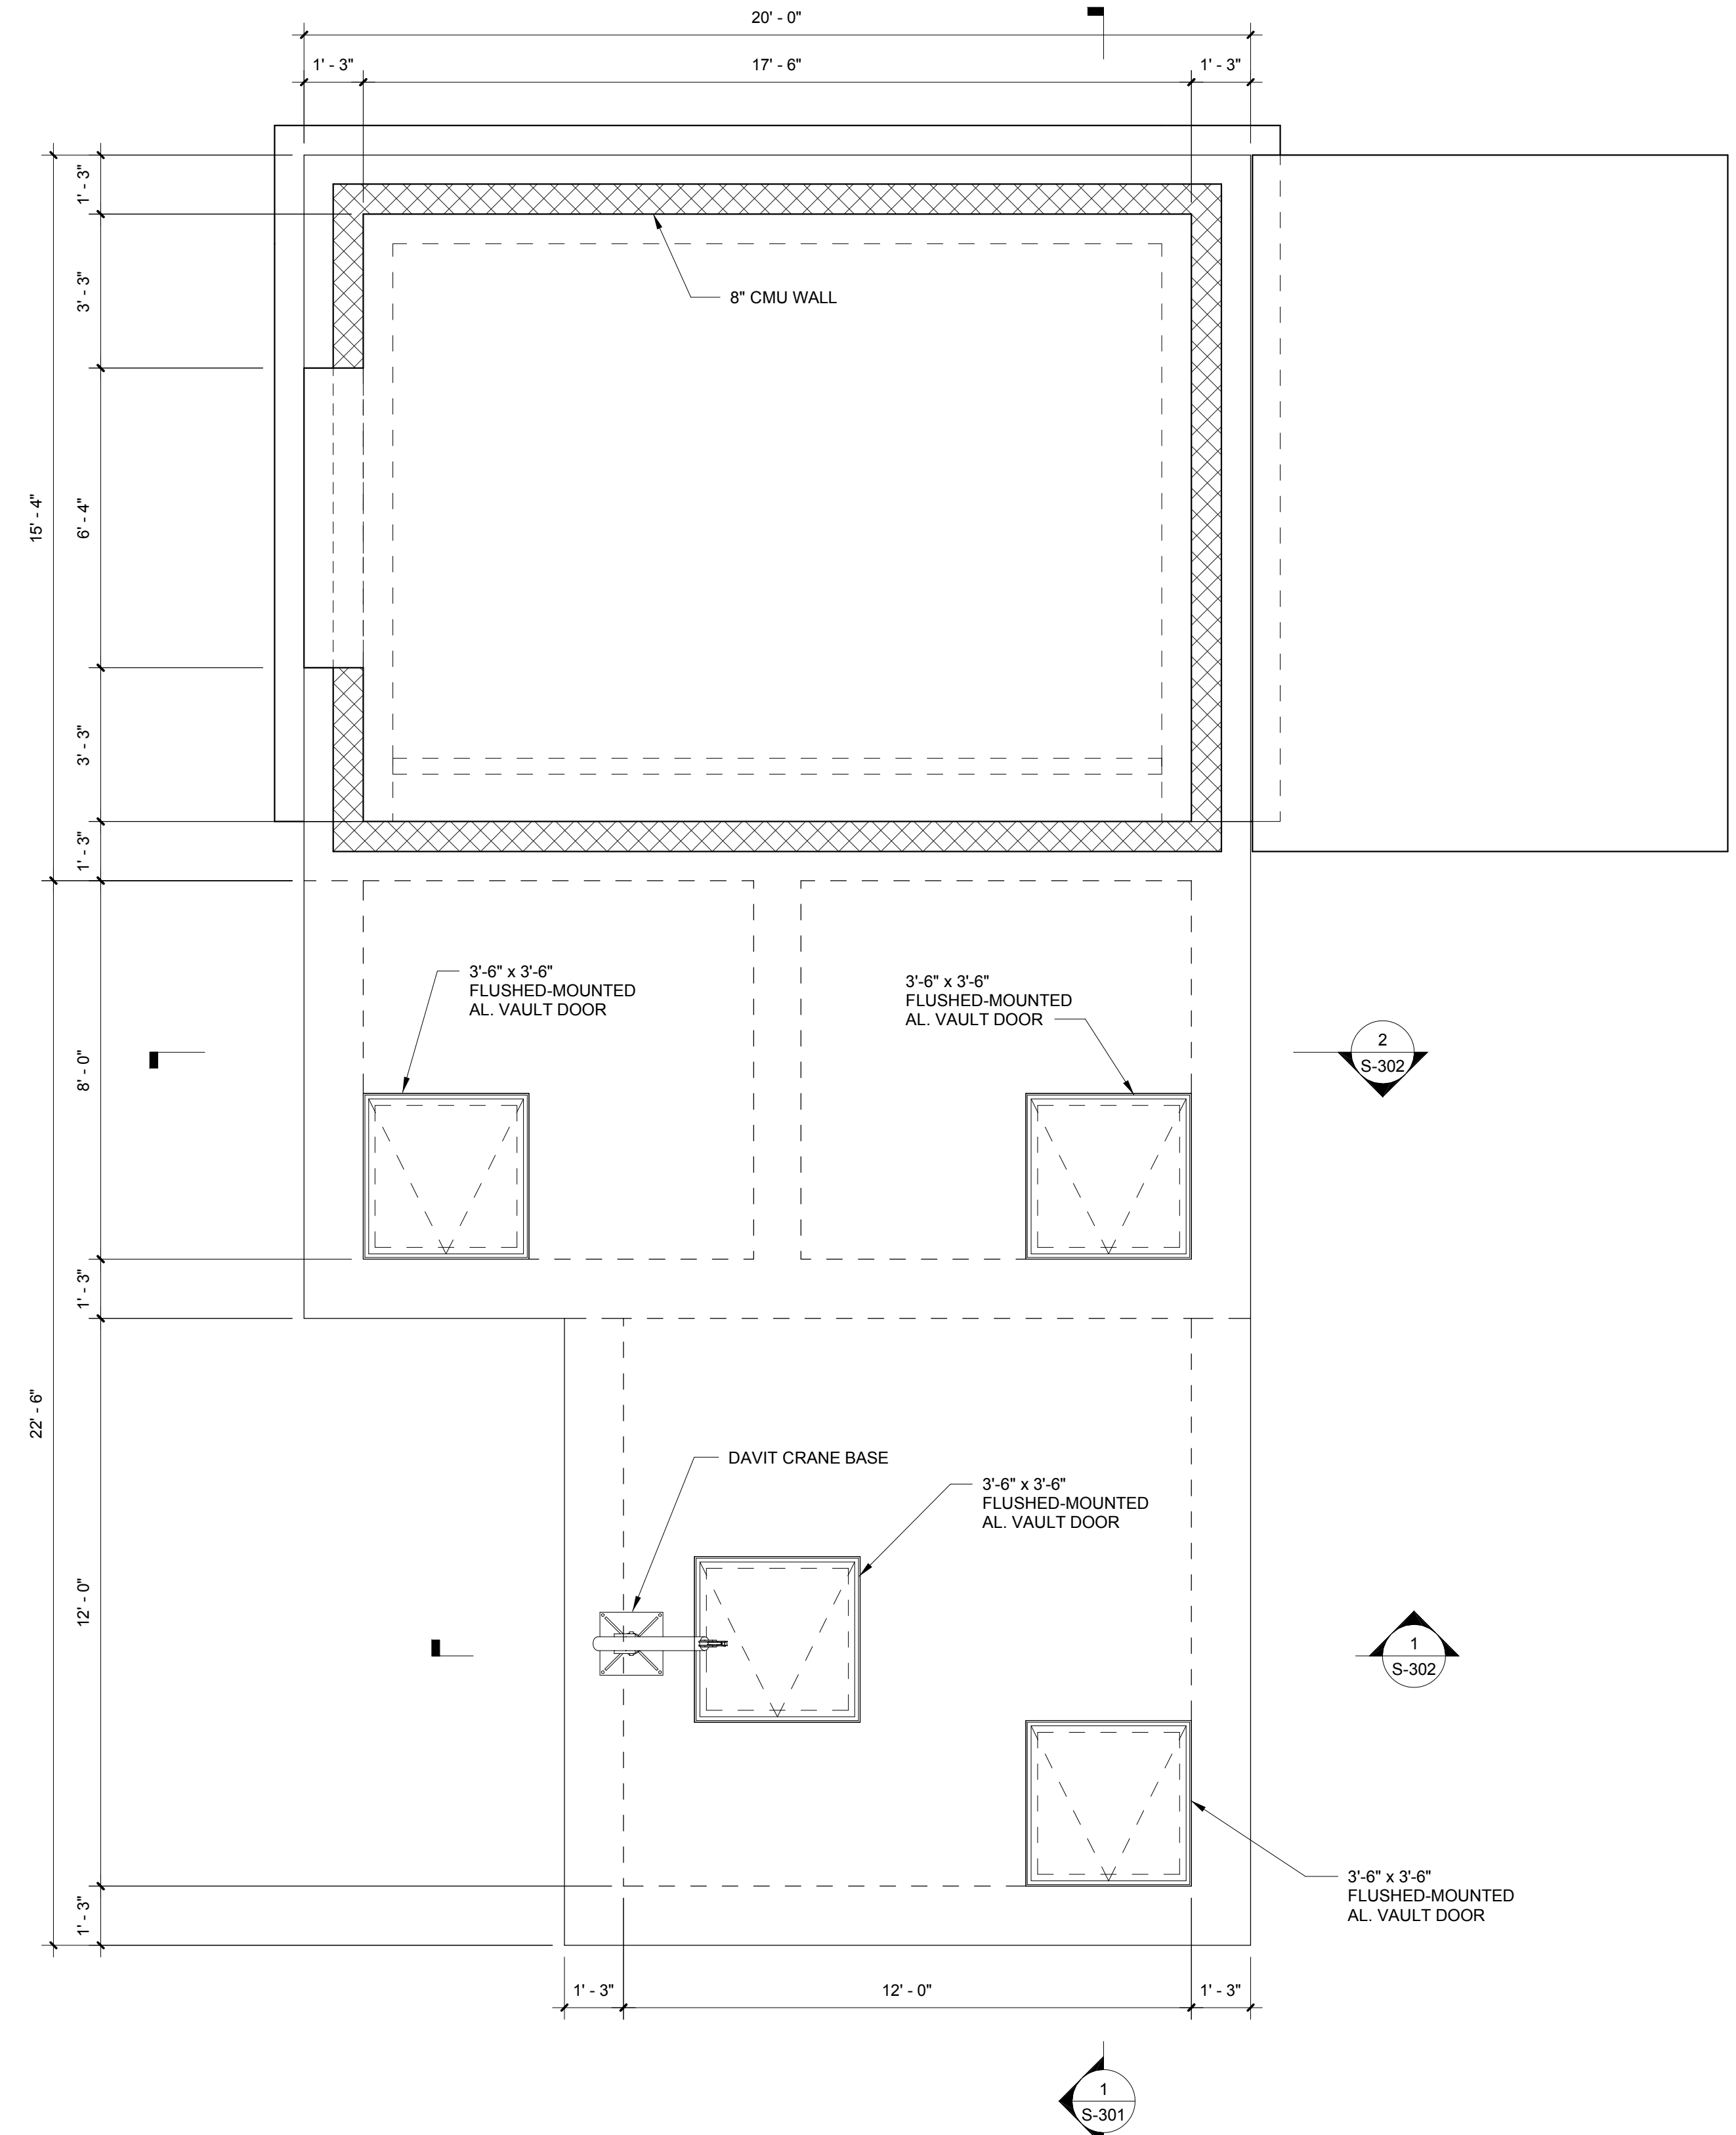 20' - 0"
1' - 3"
17' - 6"
1' - 3"
1' - 3"
3' - 3"
8" CMU WALL
15' - 4"
6' - 4"
3' - 3"
1' - 3"
3'-6" x 3'-6"
FLUSHED-MOUNTED
AL. VAULT DOOR
3'-6" x 3'-6"
FLUSHED-MOUNTED
AL. VAULT DOOR
8' - 0"
2
S-302
1' - 3"
22' - 6"
DAVIT CRANE BASE
3'-6" x 3'-6"
FLUSHED-MOUNTED
AL. VAULT DOOR
12' - 0"
1
S-302
3'-6" x 3'-6"
FLUSHED-MOUNTED
AL. VAULT DOOR
1' - 3"
1' - 3"
12' - 0"
1' - 3"
1
S-301